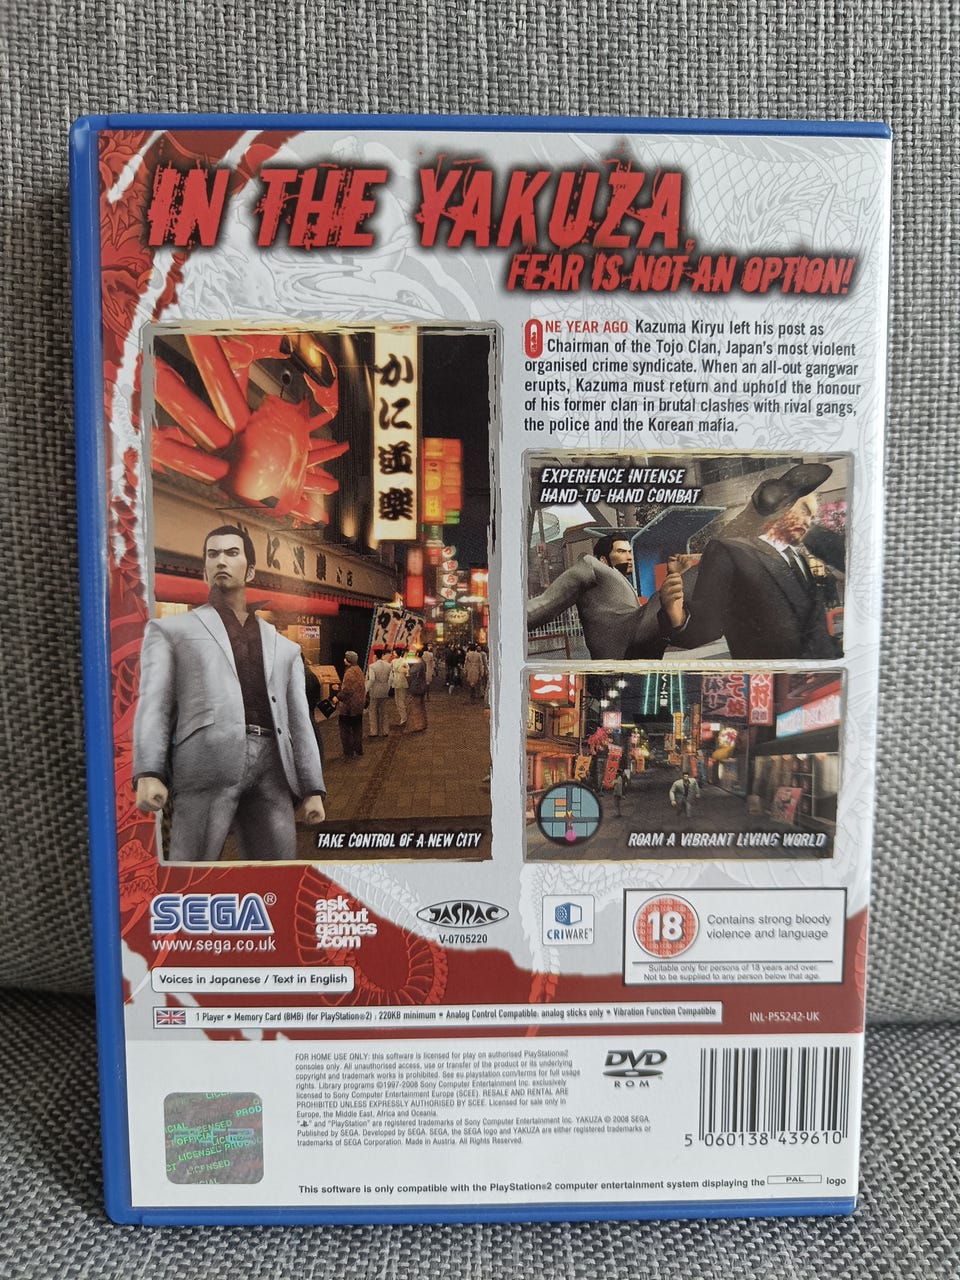 IN THE YAKUZA,
FEAR IS NOT AN OPTION!
ONE YEAR AGO Kazuma Kiryu left his post as
Chairman of the Tojo Clan, Japan's most violent
organised crime syndicate. When an all-out gangwar
erupts, Kazuma must return and uphold the honour
of his former clan in brutal clashes with rival gangs,
the police and the Korean mafia.
かに道楽
TAKE CONTROL OF A NEW CITY
EXPERIENCE INTENSE
HAND-TO-HAND COMBAT
ROAM A VIBRANT LIVING WORLD
SEGA®
www.sega.co.uk
ask
about
games
.com
JASRAC
V-0705220
CRIWARE™
18
Contains strong bloody
violence and language
Suitable only for persons of 18 years and over.
Not to be supplied to any person below that age.
Voices in Japanese / Text in English
1 Player • Memory Card (8MB) (for PlayStation®2) : 220KB minimum • Analog Control Compatible: analog sticks only • Vibration Function Compatible
INL-P55242-UK
FOR HOME USE ONLY: this software is licensed for play on authorised PlayStation®2
consoles only. All unauthorised access, use or transfer of the product or its underlying
copyright and trademark works is prohibited. See eu.playstation.com/terms for full usage
rights. Library programs ©1997-2008 Sony Computer Entertainment Inc. exclusively
licensed to Sony Computer Entertainment Europe (SCEE). RESALE AND RENTAL ARE
PROHIBITED UNLESS EXPRESSLY AUTHORISED BY SCEE. Licensed for sale only in
Europe, the Middle East, Africa and Oceania.
" " and "PlayStation" are registered trademarks of Sony Computer Entertainment Inc. YAKUZA © 2008 SEGA.
Published by SEGA. Developed by SEGA. SEGA, the SEGA logo and YAKUZA are either registered trademarks or
trademarks of SEGA Corporation. Made in Austria. All Rights Reserved.
DVD
ROM
5 060138 439610
OFFICIAL
LICENSED PRODUCT
LICENSED
This software is only compatible with the PlayStation®2 computer entertainment system displaying the PAL logo